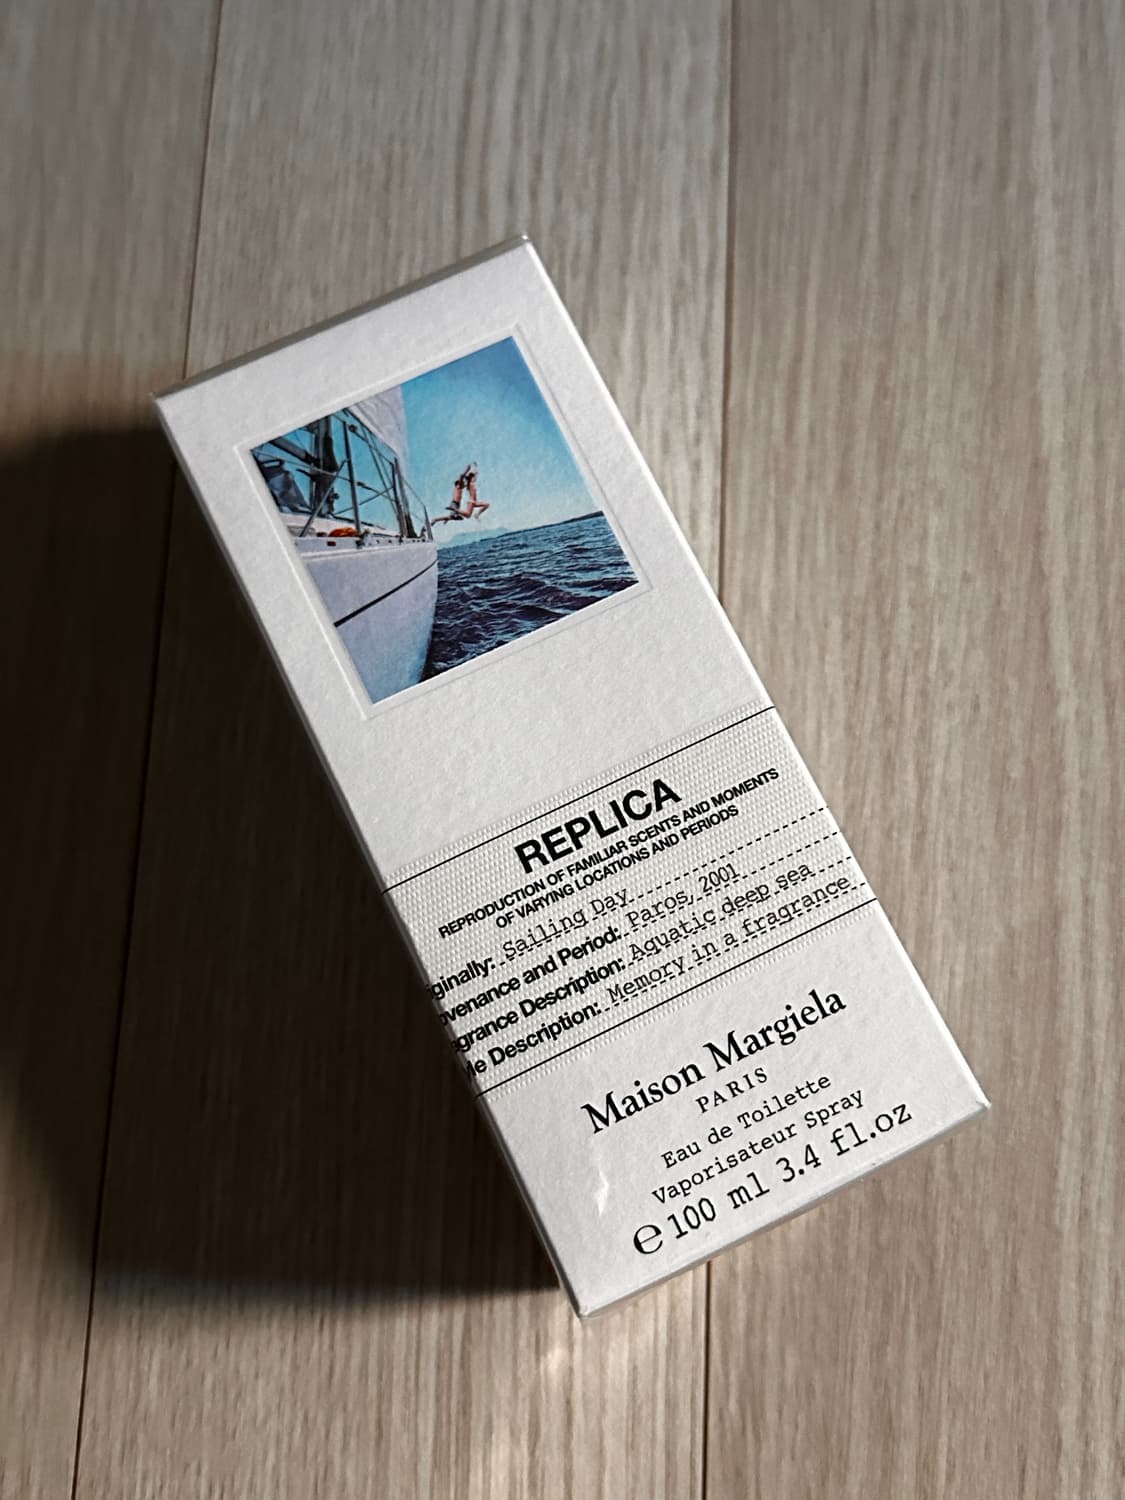 REPLICA
REPRODUCTION OF FAMILIAR SCENTS AND MOMENTS
OF VARYING LOCATIONS AND PERIODS
ginally: Sailing Day
ovenance and Period: Paros, 2001
grance Description: Aquatic deep sea
le Description: Memory in a fragrance
Maison Margiela
PARIS
Eau de Toilette
Vaporisateur Spray
℮ 100 ml 3.4 fl.oz